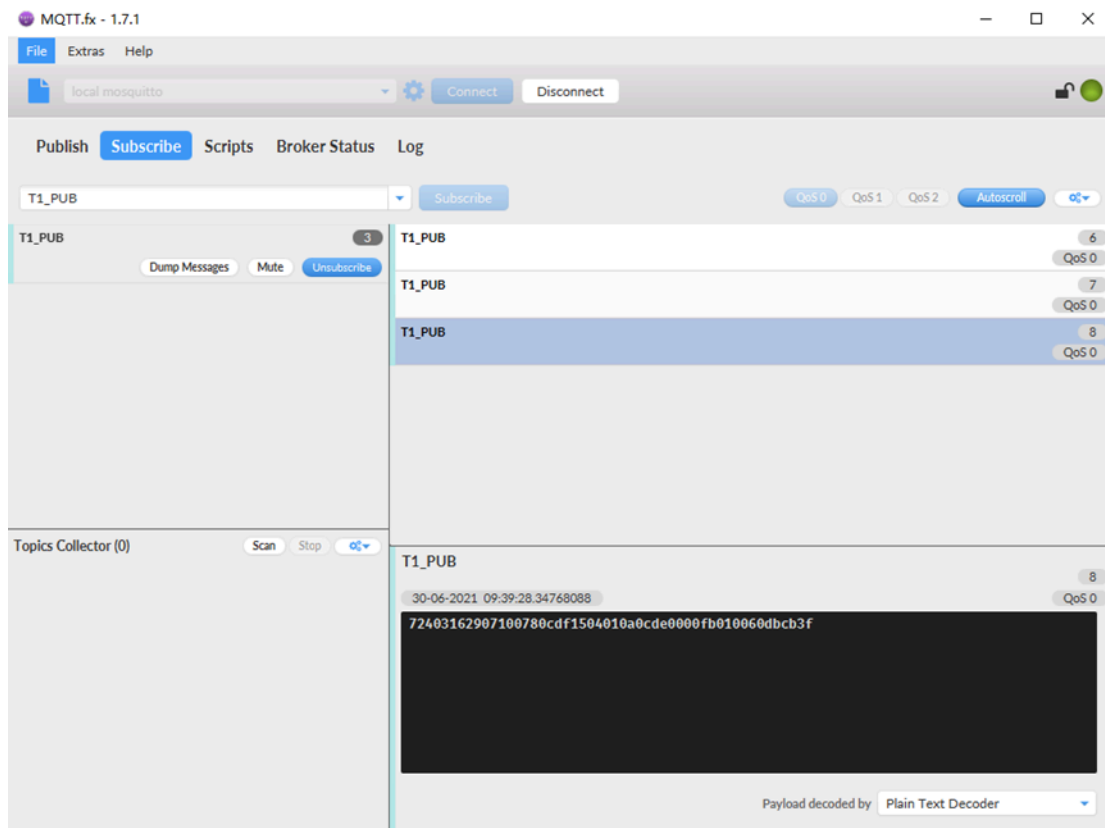 MQTT.fx - 1.7.1
File Extras Help
local mosquitto Connect Disconnect
Publish Subscribe Scripts Broker Status Log
T1_PUB Subscribe QoS 0 QoS 1 QoS 2 Autoscroll
T1_PUB 3
Dump Messages Mute Unsubscribe
T1_PUB 6
QoS 0
T1_PUB 7
QoS 0
T1_PUB 8
QoS 0
Topics Collector (0) Scan Stop
T1_PUB
8
30-06-2021 09:39:28.34768088 QoS 0
72403162907100780cdf1504010a0cde0000fb010060dbcb3f
Payload decoded by Plain Text Decoder